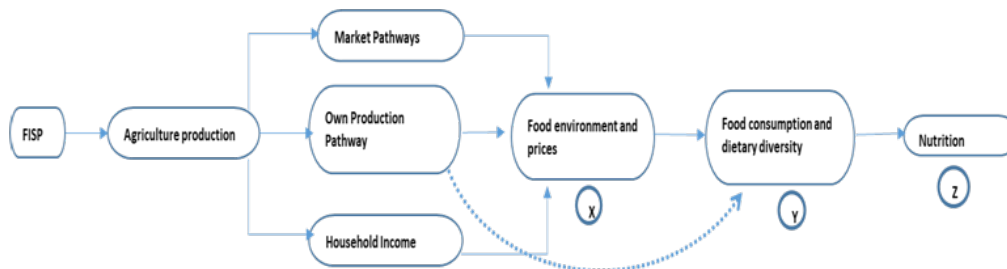 Market Pathways
FISP
Agriculture production
Own Production
Pathway
Food environment and
prices
Food consumption and
dietary diversity
Nutrition
X
Y
Z
Household Income